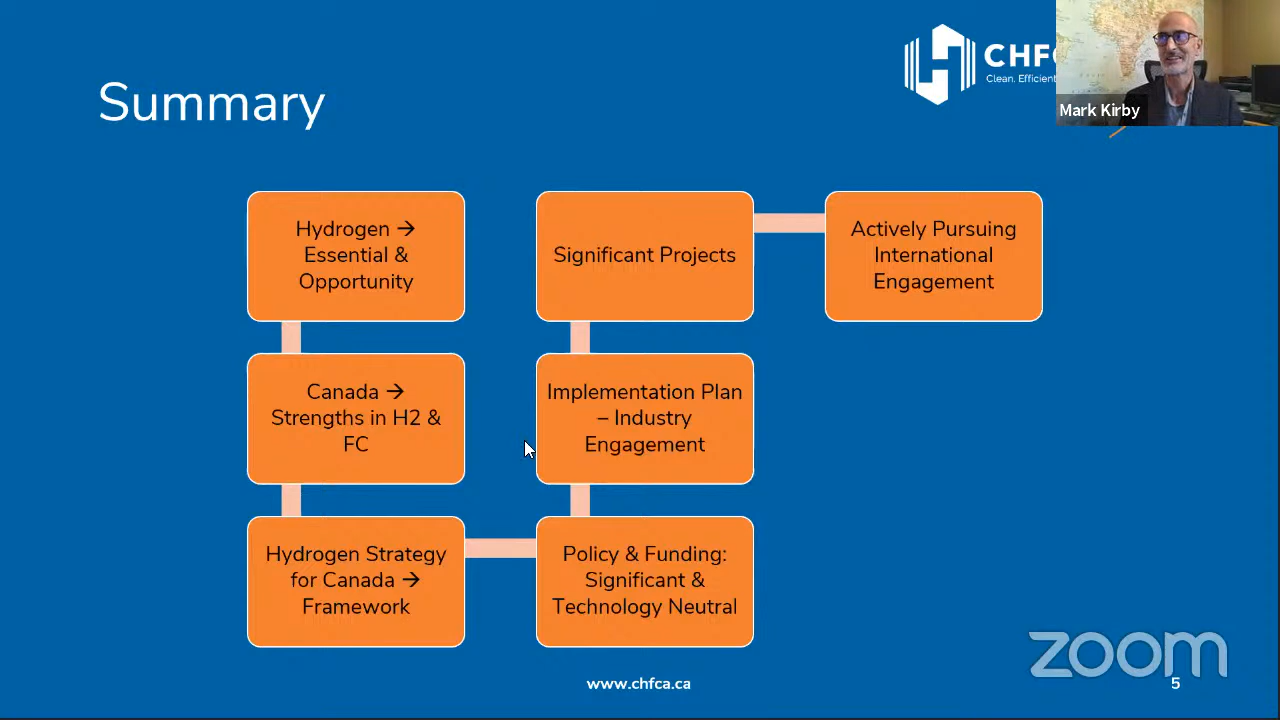 Summary
CHFC
Clean. Efficient
Mark Kirby
Hydrogen →
Essential &
Opportunity
Canada →
Strengths in H2 &
FC
Hydrogen Strategy
for Canada →
Framework
Policy & Funding:
Significant &
Technology Neutral
Implementation Plan
– Industry
Engagement
Significant Projects
Actively Pursuing
International
Engagement
www.chfca.ca
zoom
5